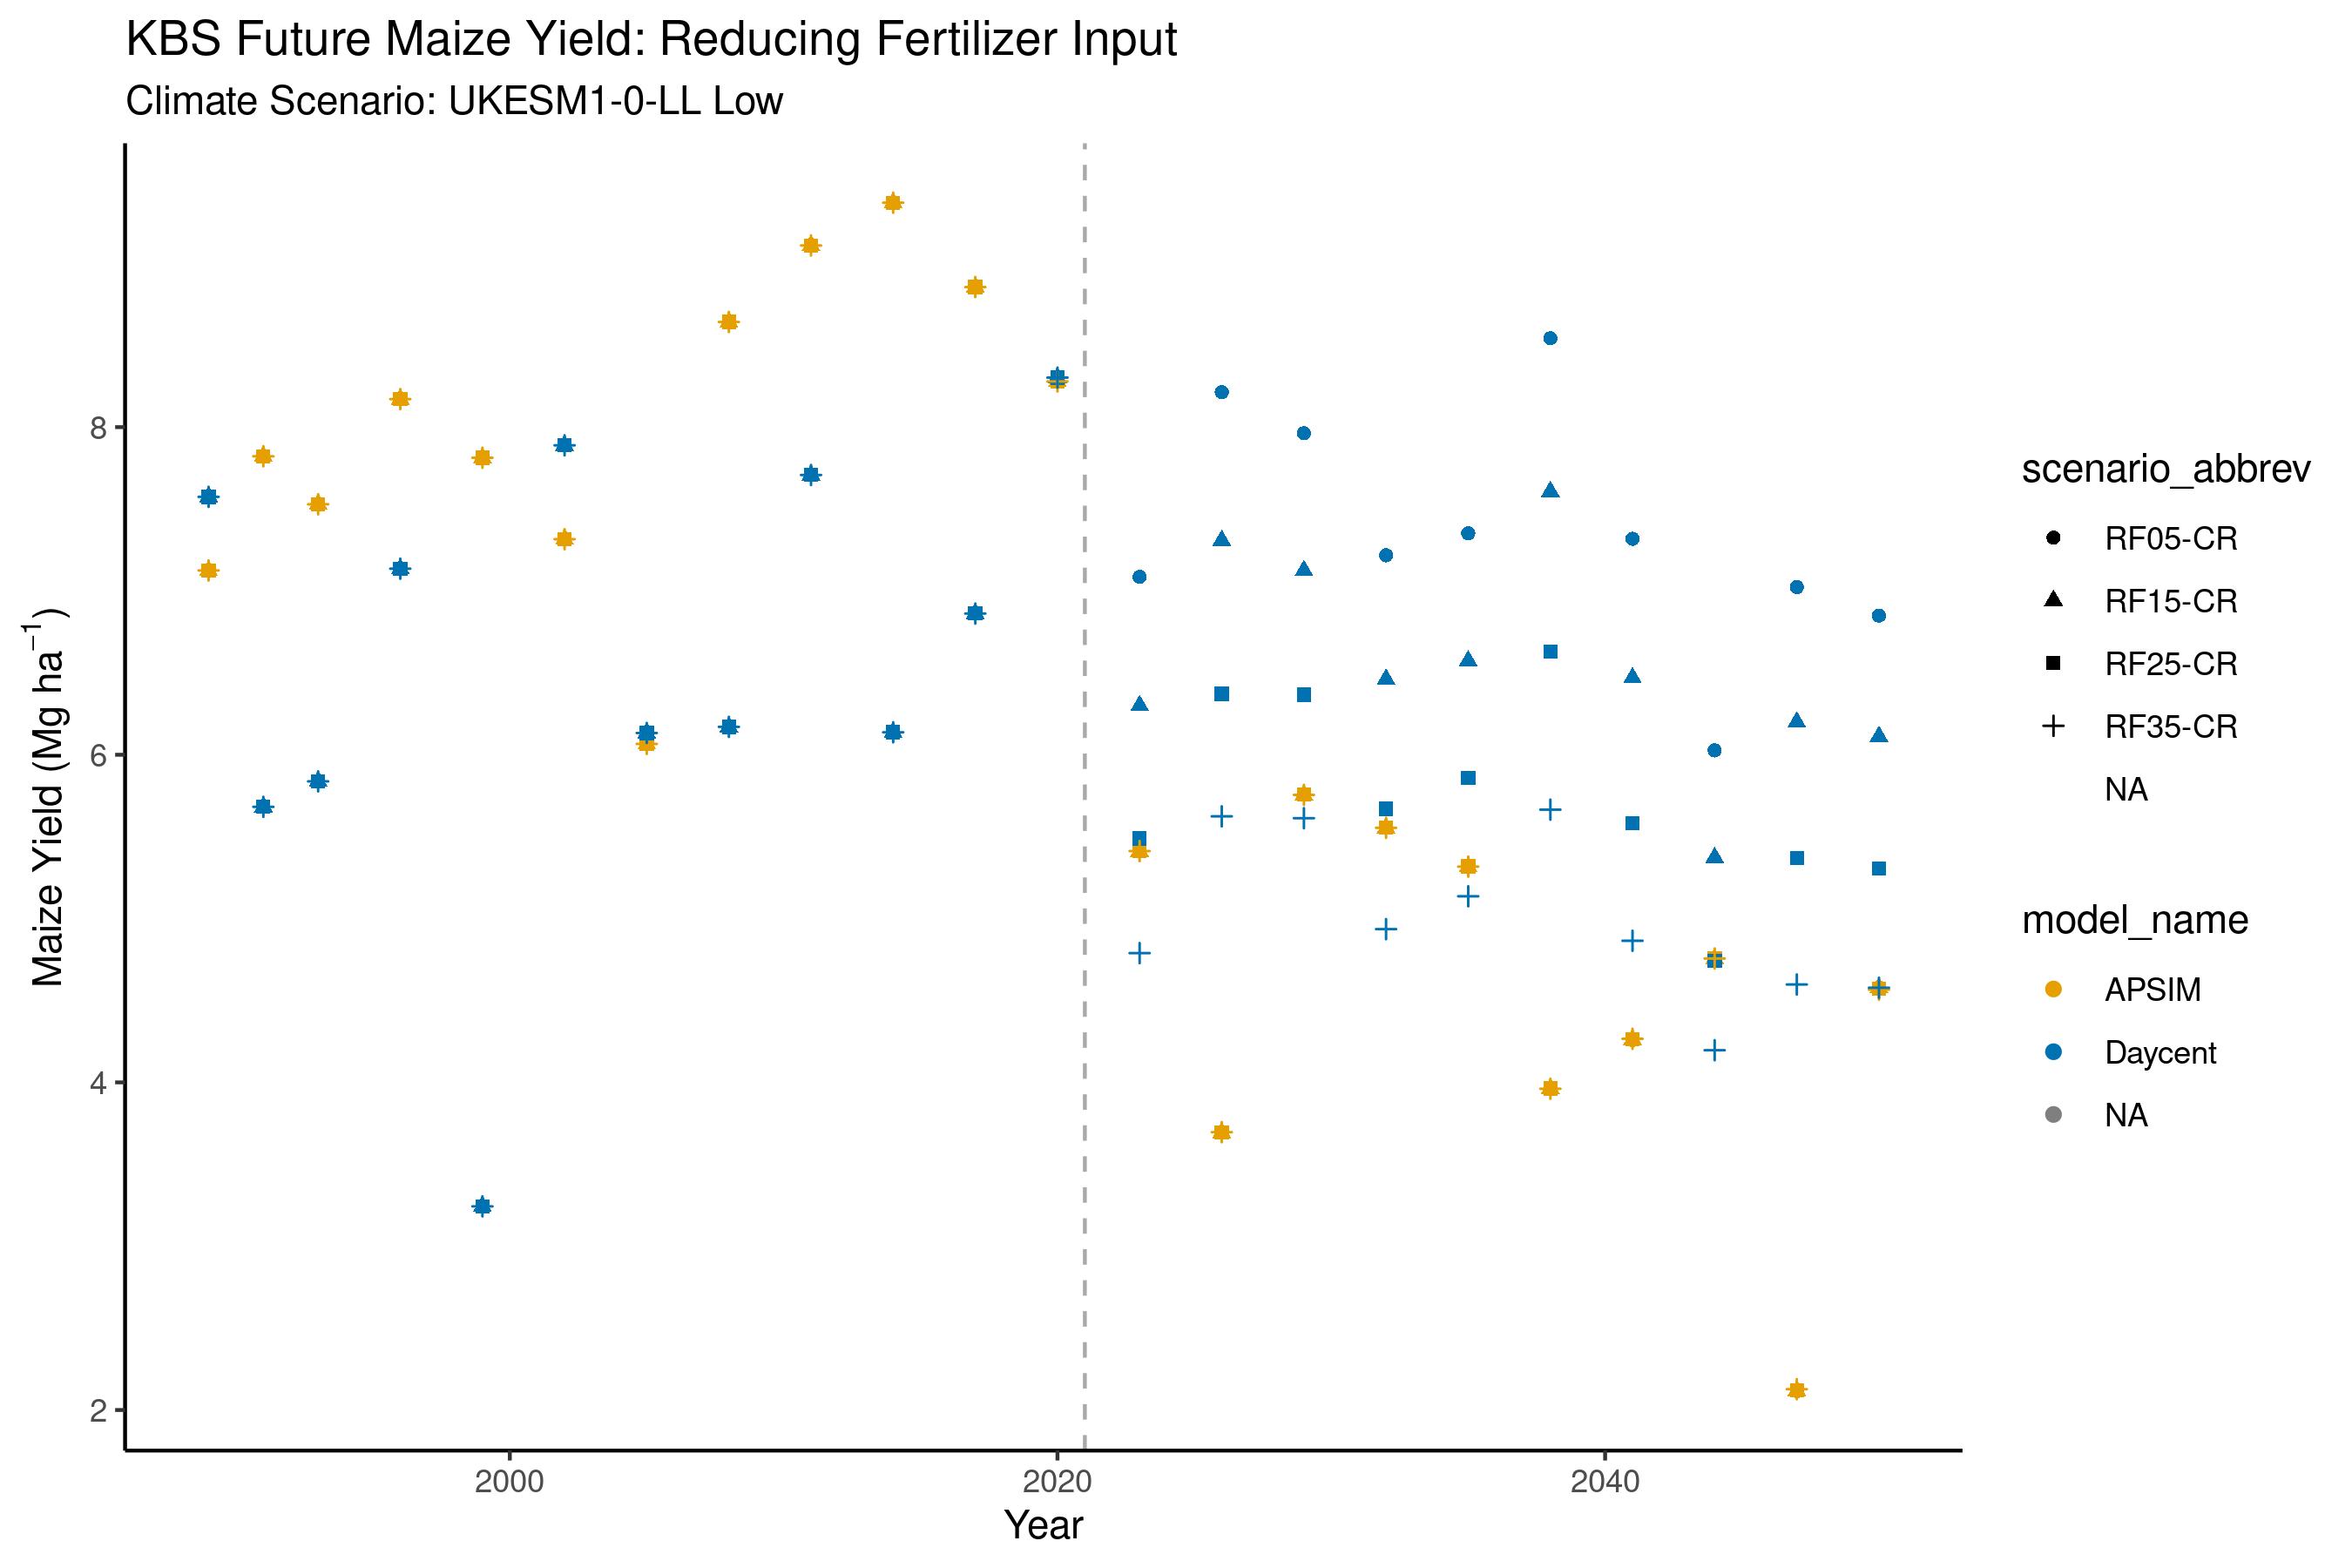 KBS Future Maize Yield: Reducing Fertilizer Input
Climate Scenario: UKESM1-0-LL Low
Maize Yield (Mg ha⁻¹)
8
6
4
2
2000
2020
2040
Year
scenario_abbrev
RF05-CR
RF15-CR
RF25-CR
RF35-CR
NA
model_name
APSIM
Daycent
NA